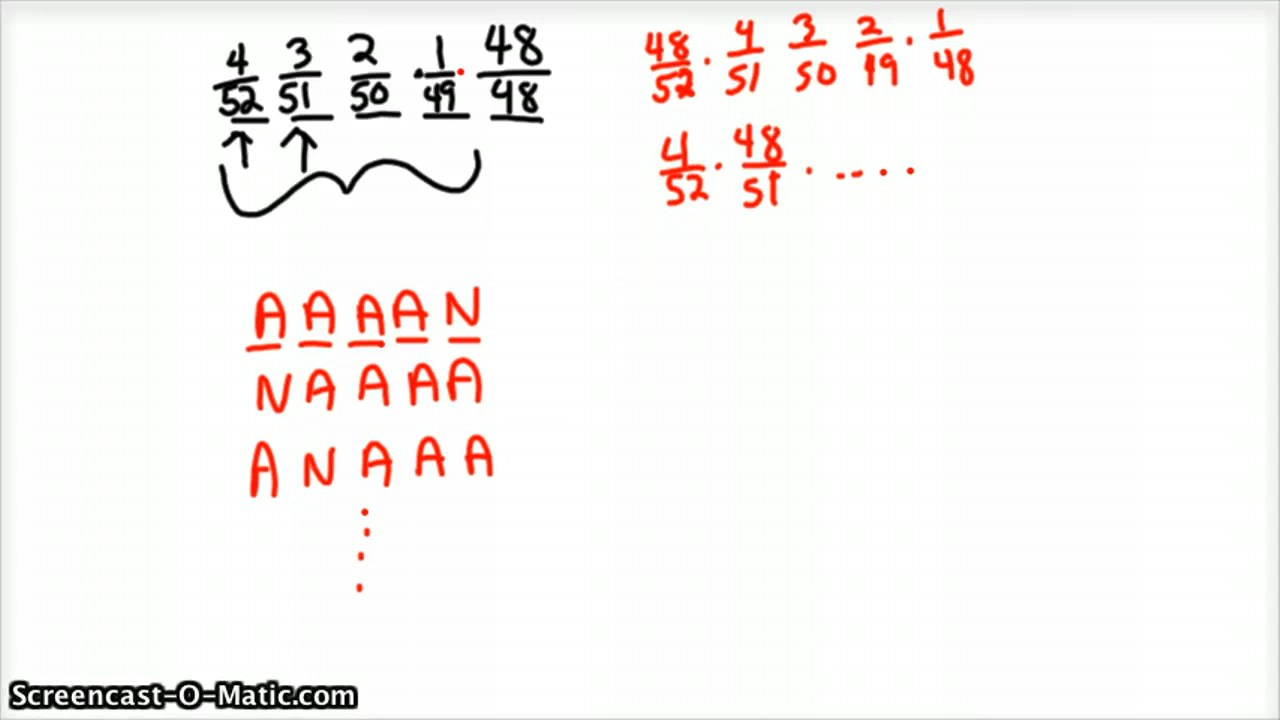 4/52 3/51 2/50 · 1/49 · 48/48
48/52 · 4/51 3/50 2/49 · 1/48
4/52 · 48/51 · -- · ·
A A A A N
N A A A A
A N A A A
Screencast-O-Matic.com